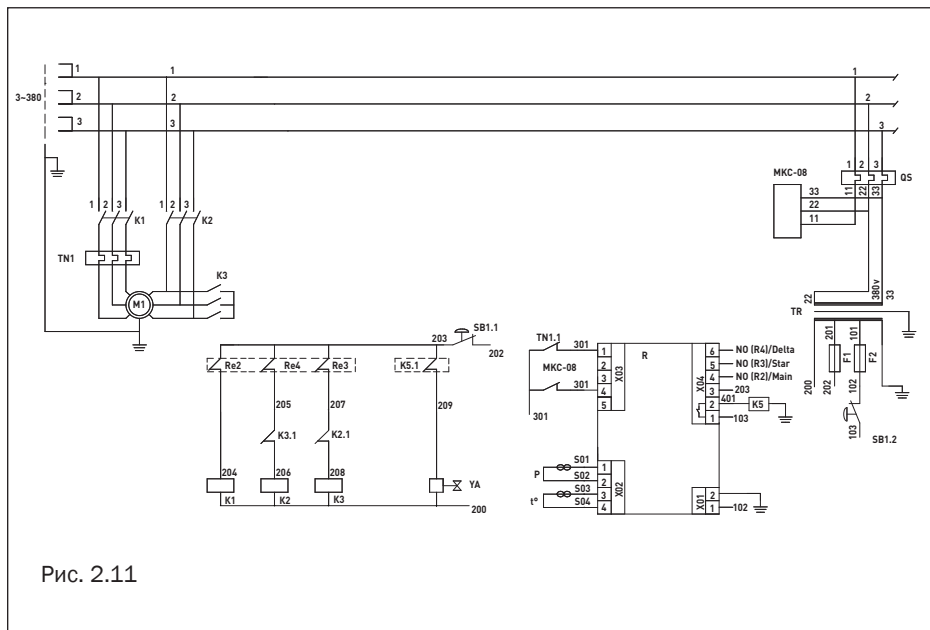 1
1
1
3~380
2
2
2
3
3
3
1 2 3
QS
MKC-08
33
11 22 33
22
11
1 2 3
K1
1 2 3
K2
TN1
K3
M1
22
380v
33
TR
201
101
F1
F2
200
202
102
103
SB1.2
203
SB1.1
202
Re2
Re4
Re3
K5.1
205
207
209
K3.1
K2.1
204
206
208
YA
K1
K2
K3
200
TN1.1
301
1
R
6
NO (R4)/Delta
MKC-08
2
5
NO (R3)/Star
X03
3
X04
4
NO (R2)/Main
301
4
3
203
5
401
2
K5
301
1
103
S01
1
P
S02
2
X02
S03
3
X01
2
t°
S04
4
1
102
Рис. 2.11